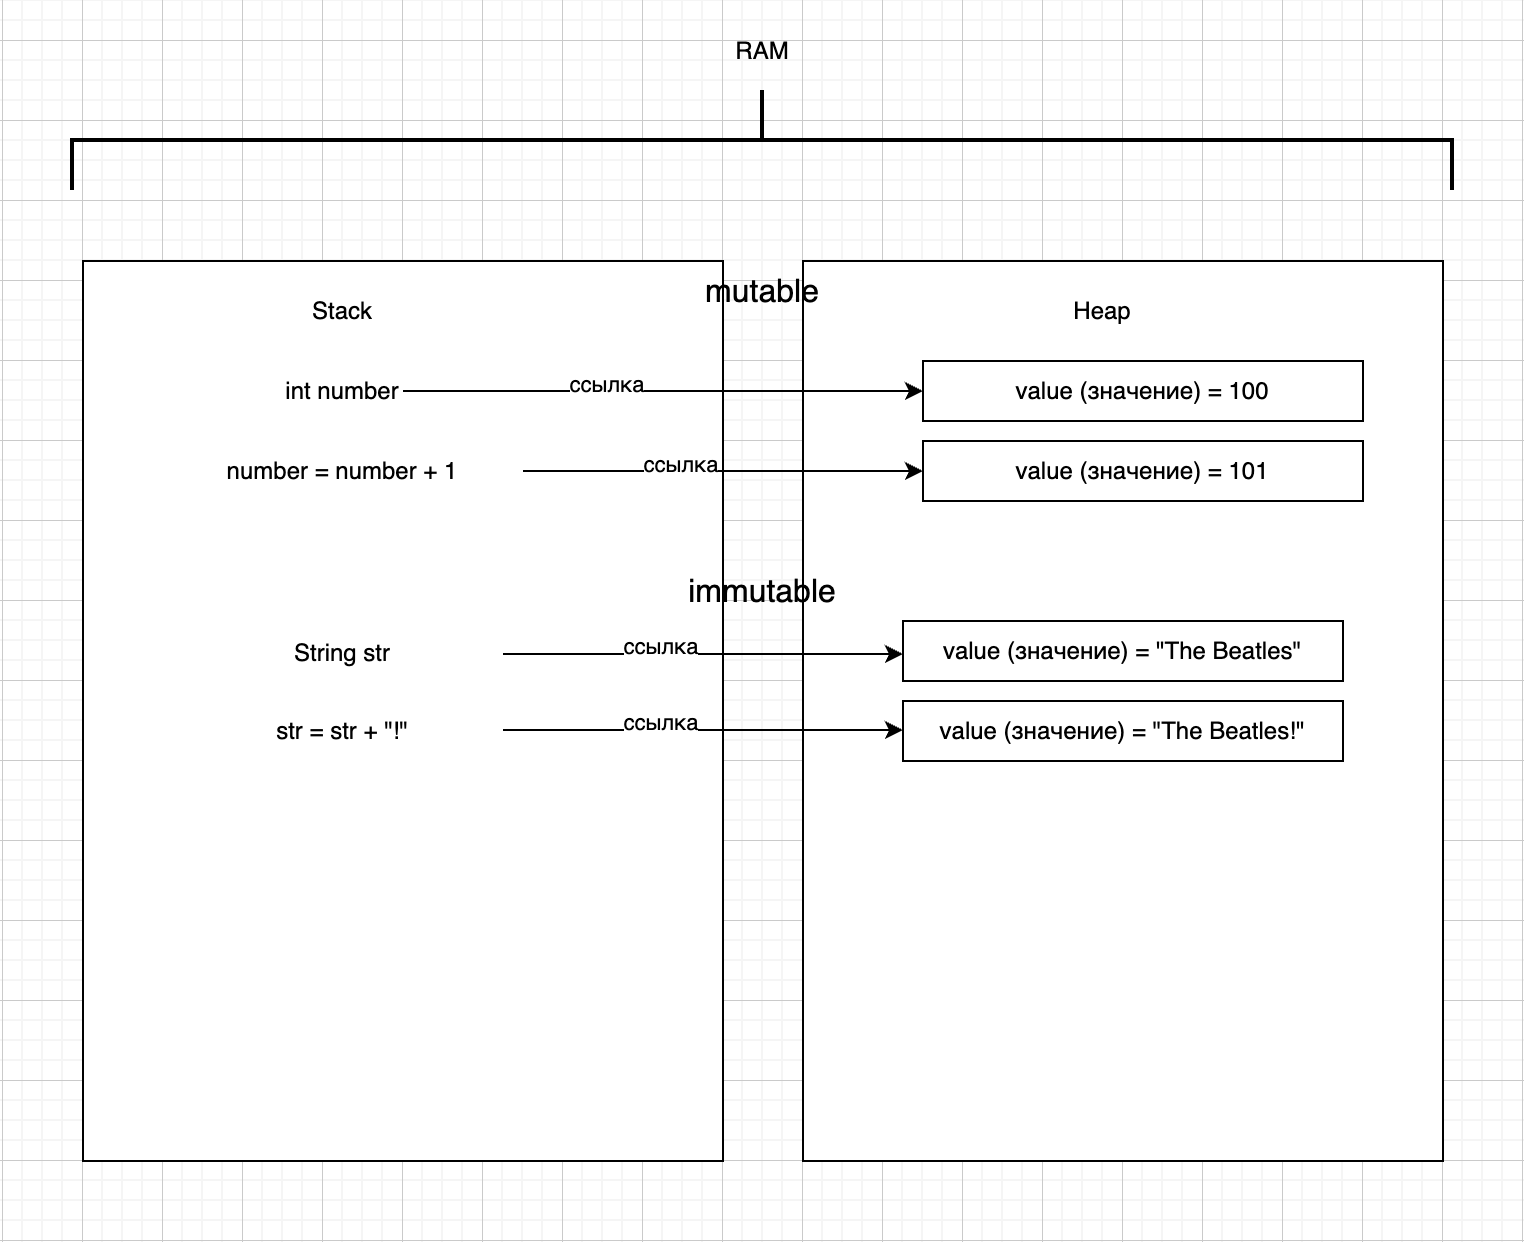 RAM
mutable
Stack
Heap
int number
ссылка
value (значение) = 100
number = number + 1
ссылка
value (значение) = 101
immutable
String str
ссылка
value (значение) = "The Beatles"
str = str + "!"
ссылка
value (значение) = "The Beatles!"